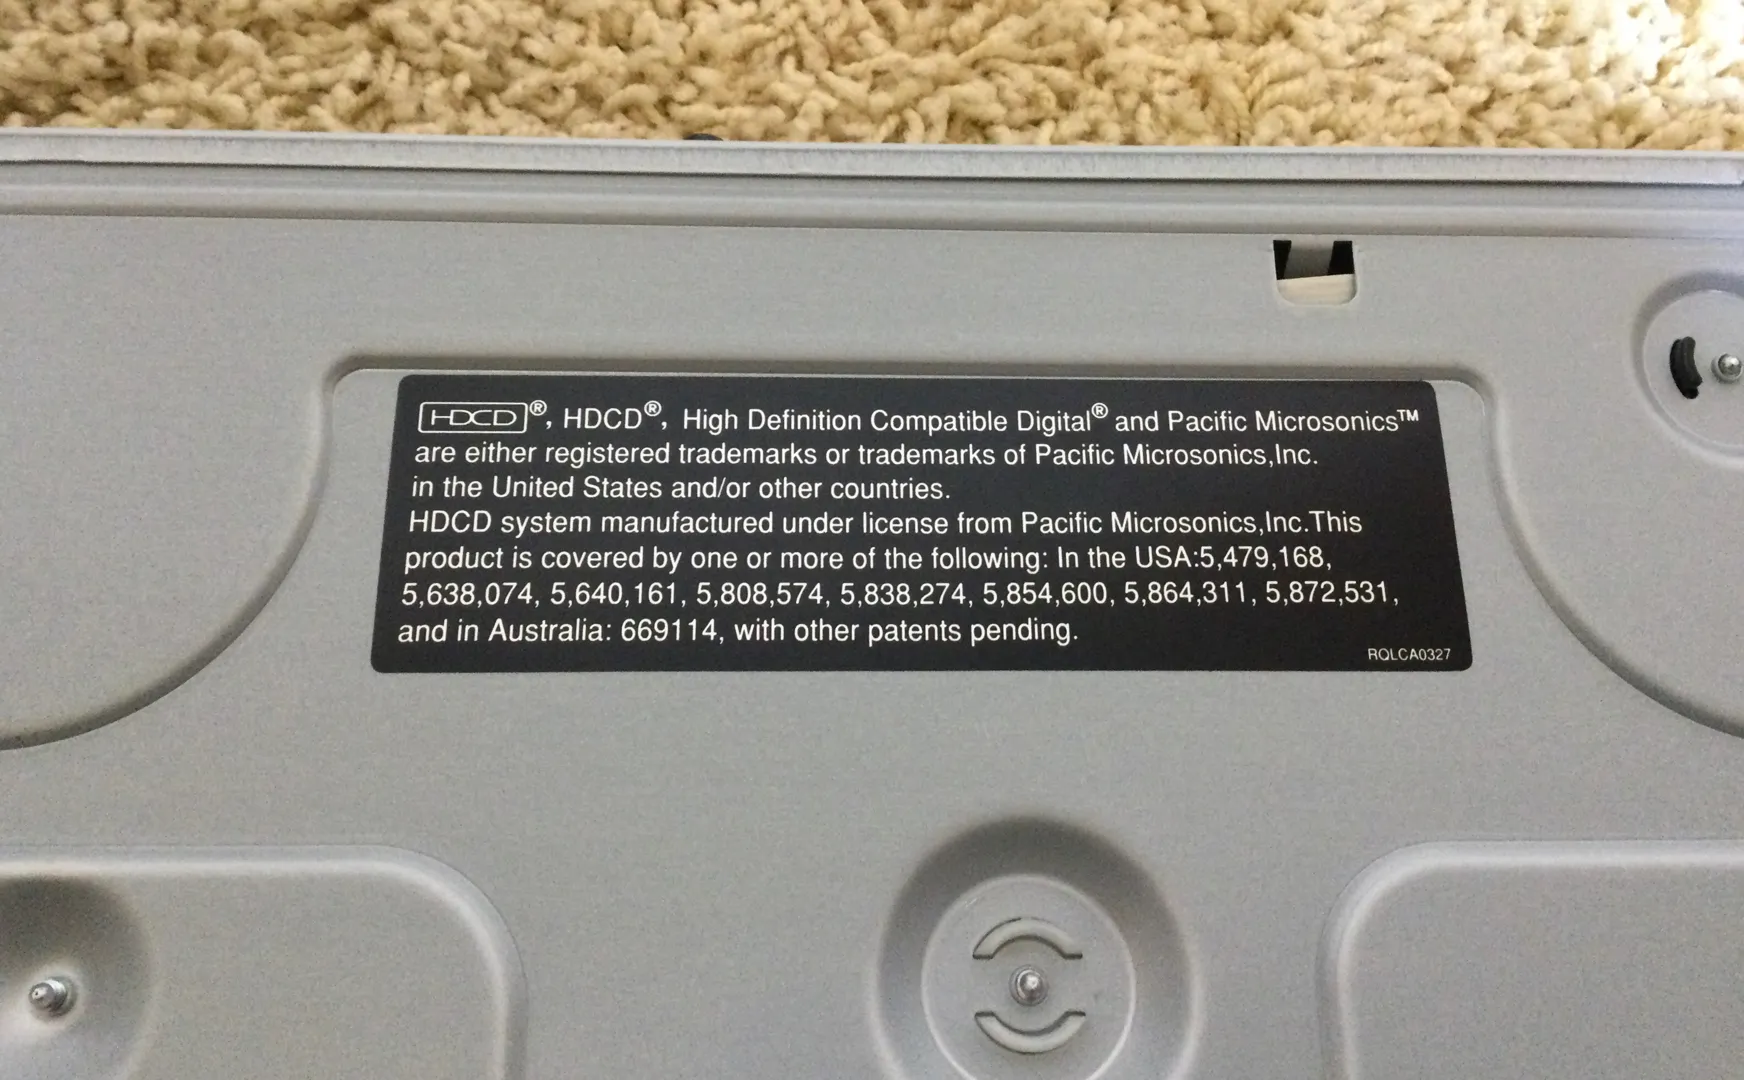 HDCD®, HDCD®, High Definition Compatible Digital® and Pacific Microsonics™
are either registered trademarks or trademarks of Pacific Microsonics,Inc.
in the United States and/or other countries.
HDCD system manufactured under license from Pacific Microsonics,Inc.This
product is covered by one or more of the following: In the USA:5,479,168,
5,638,074, 5,640,161, 5,808,574, 5,838,274, 5,854,600, 5,864,311, 5,872,531,
and in Australia: 669114, with other patents pending.
RQLCA0327